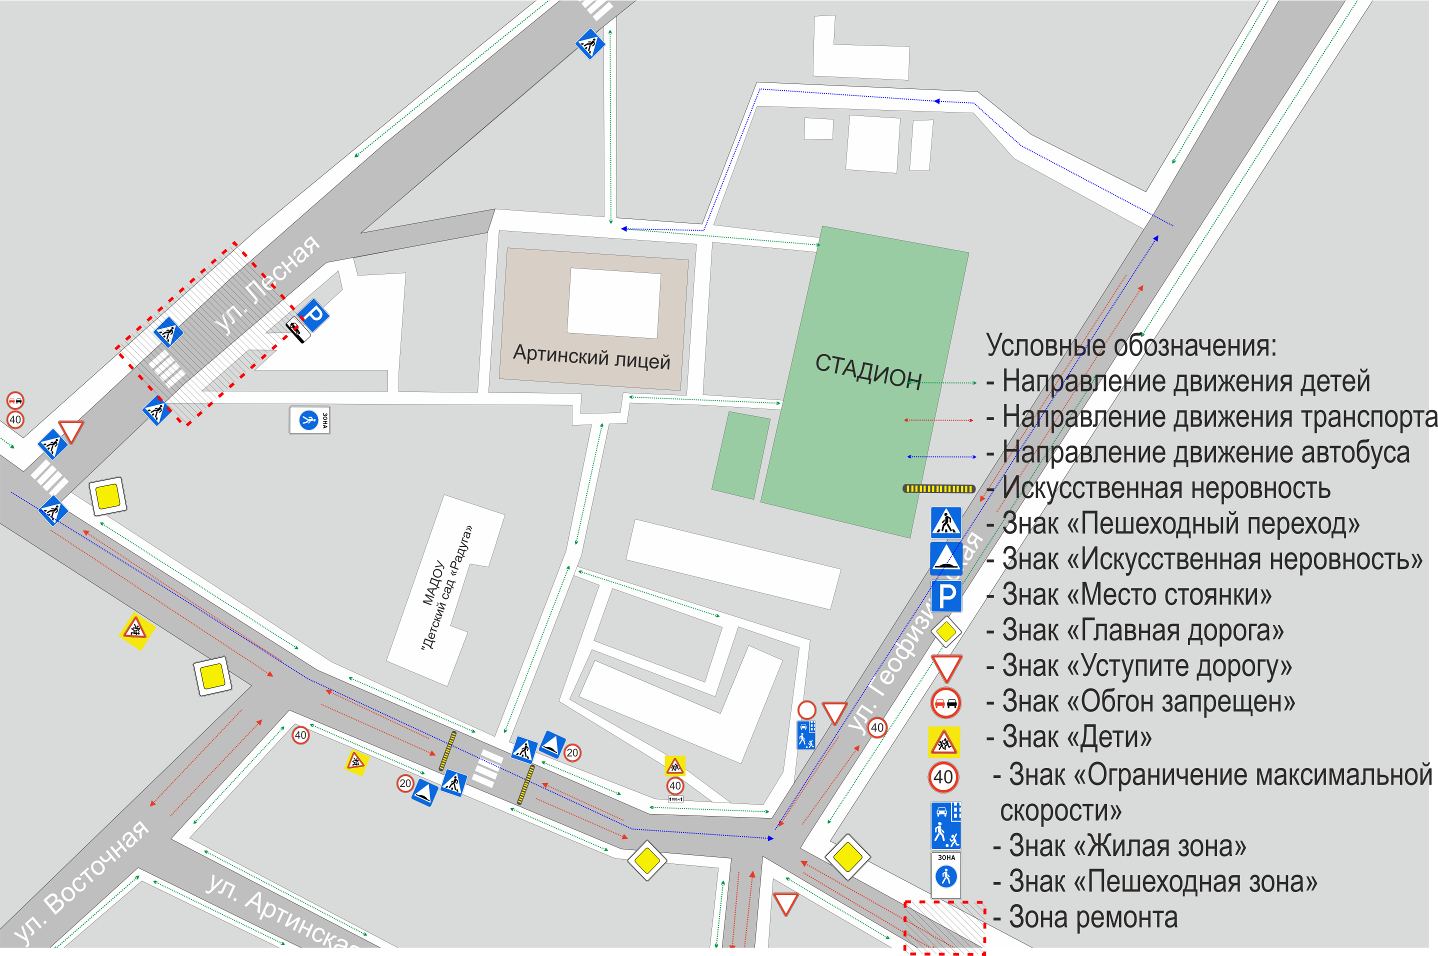 ул. Лесная
P
ЗОНА
40
Артинский лицей
СТАДИОН
МАДОУ
"Детский сад «Радуга»
ул. Геофизическая
40
20
20
40
40
ул. Восточная
ул. Артинская
Условные обозначения:
- Направление движения детей
- Направление движения транспорта
- Направление движение автобуса
- Искусственная неровность
- Знак «Пешеходный переход»
- Знак «Искусственная неровность»
P - Знак «Место стоянки»
- Знак «Главная дорога»
- Знак «Уступите дорогу»
- Знак «Обгон запрещен»
- Знак «Дети»
40 - Знак «Ограничение максимальной
скорости»
- Знак «Жилая зона»
ЗОНА
- Знак «Пешеходная зона»
- Зона ремонта